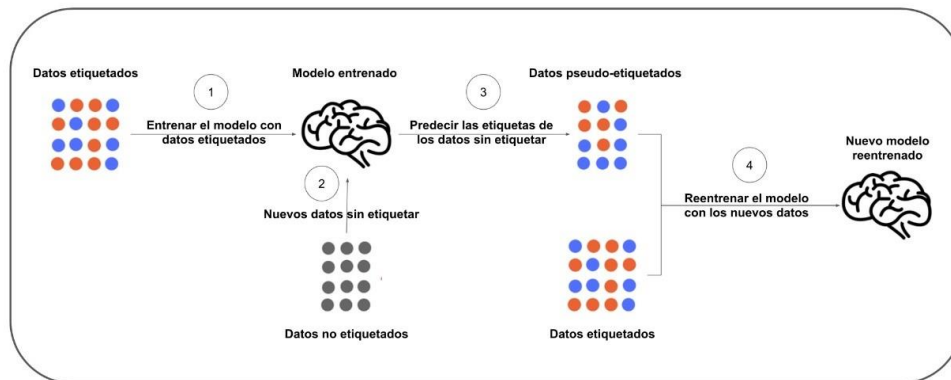 Datos etiquetados
1
Entrenar el modelo con
datos etiquetados
Modelo entrenado
2
Nuevos datos sin etiquetar
Datos no etiquetados
3
Predecir las etiquetas de
los datos sin etiquetar
Datos pseudo-etiquetados
Datos etiquetados
4
Reentrenar el modelo
con los nuevos datos
Nuevo modelo
reentrenado